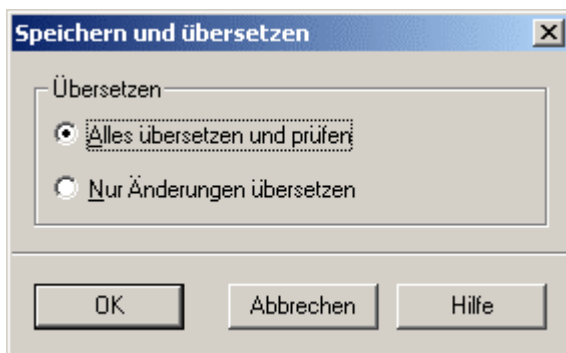 Speichern und übersetzen
Übersetzen
Alles übersetzen und prüfen
Nur Änderungen übersetzen
OK Abbrechen Hilfe